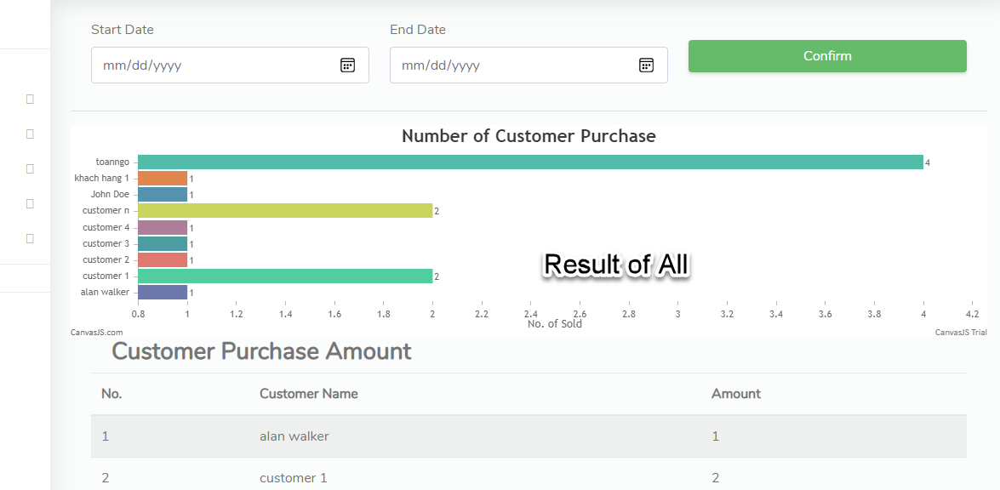 Start Date
End Date
mm/dd/yyyy
mm/dd/yyyy
Confirm
Number of Customer Purchase
toanngo 4
khach hang 1 1
John Doe 1
customer n 2
customer 4 1
customer 3 1
customer 2 1
customer 1 2
alan walker 1
Result of All
0.8 1 1.2 1.4 1.6 1.8 2 2.2 2.4 2.6 2.8 3 3.2 3.4 3.6 3.8 4 4.2
No. of Sold
CanvasJS.com
CanvasJS Trial
Customer Purchase Amount
No. Customer Name Amount
1 alan walker 1
2 customer 1 2